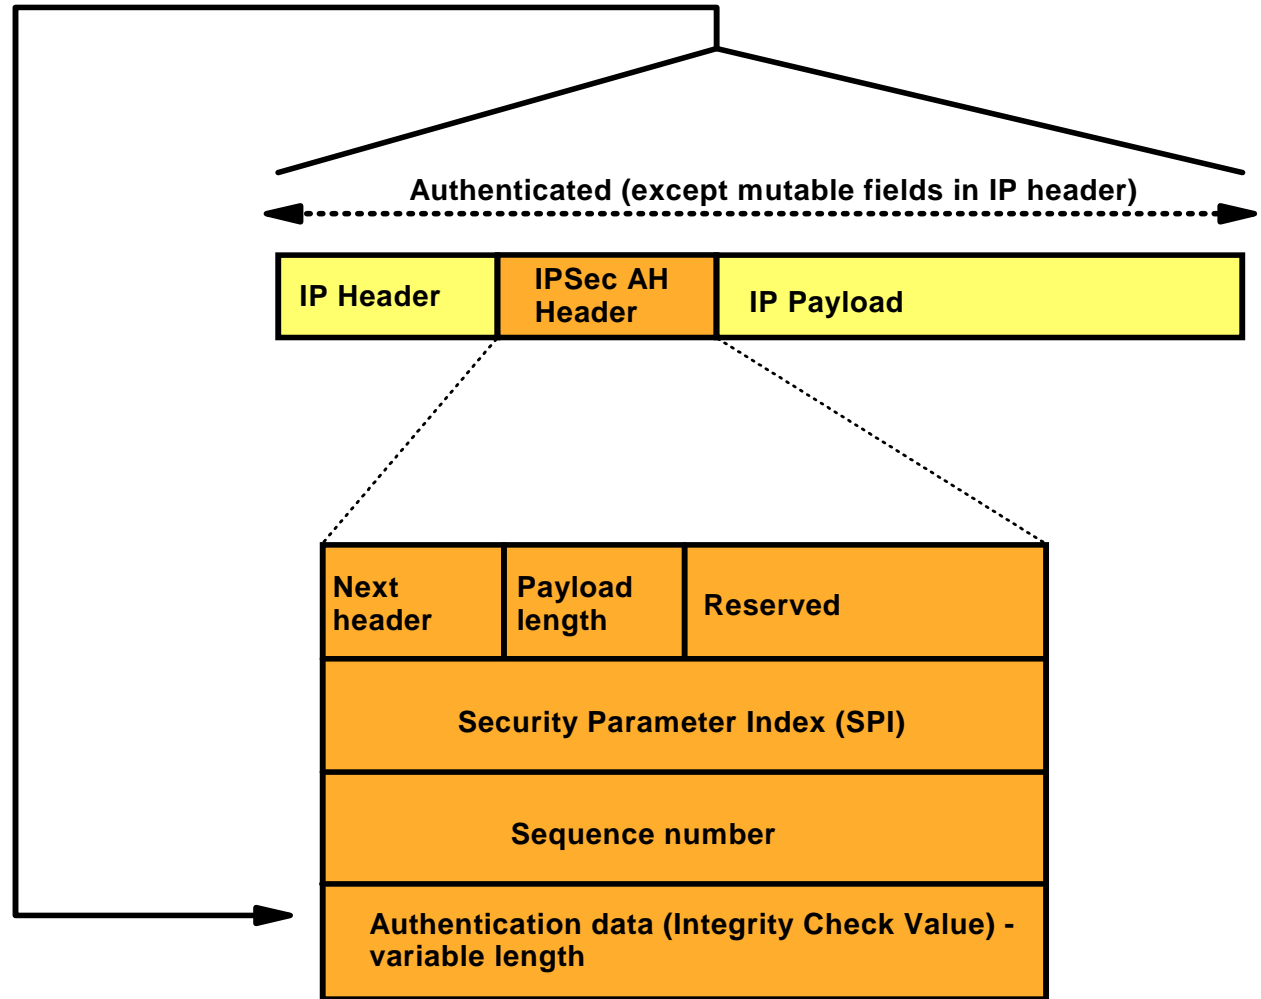 Authenticated (except mutable fields in IP header)
IP Header
IPSec AH
Header
IP Payload
Next
header
Payload
length
Reserved
Security Parameter Index (SPI)
Sequence number
Authentication data (Integrity Check Value) -
variable length